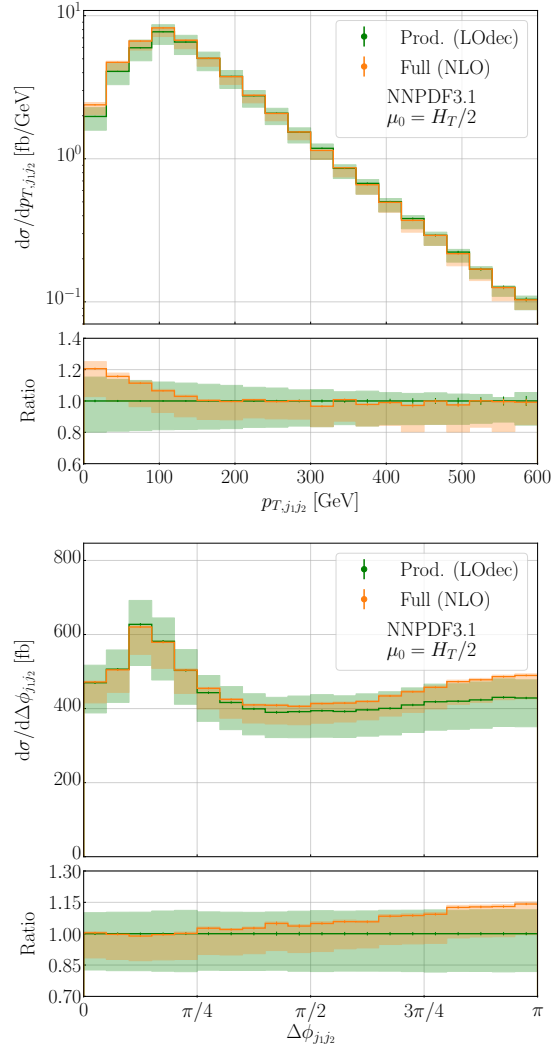 10¹
Prod. (LOdec)
Full (NLO)
NNPDF3.1
μ₀ = H_T/2
dσ/dp_{T,j₁j₂} [fb/GeV]
10⁰
10⁻¹
1.4
1.2
1.0
0.8
0.6
Ratio
0 100 200 300 400 500 600
p_{T,j₁j₂} [GeV]
800
Prod. (LOdec)
Full (NLO)
NNPDF3.1
μ₀ = H_T/2
600
dσ/dΔϕ_{j₁j₂} [fb]
400
200
0
1.30
1.15
1.00
0.85
0.70
Ratio
0 π/4 π/2 3π/4 π
Δϕ_{j₁j₂}